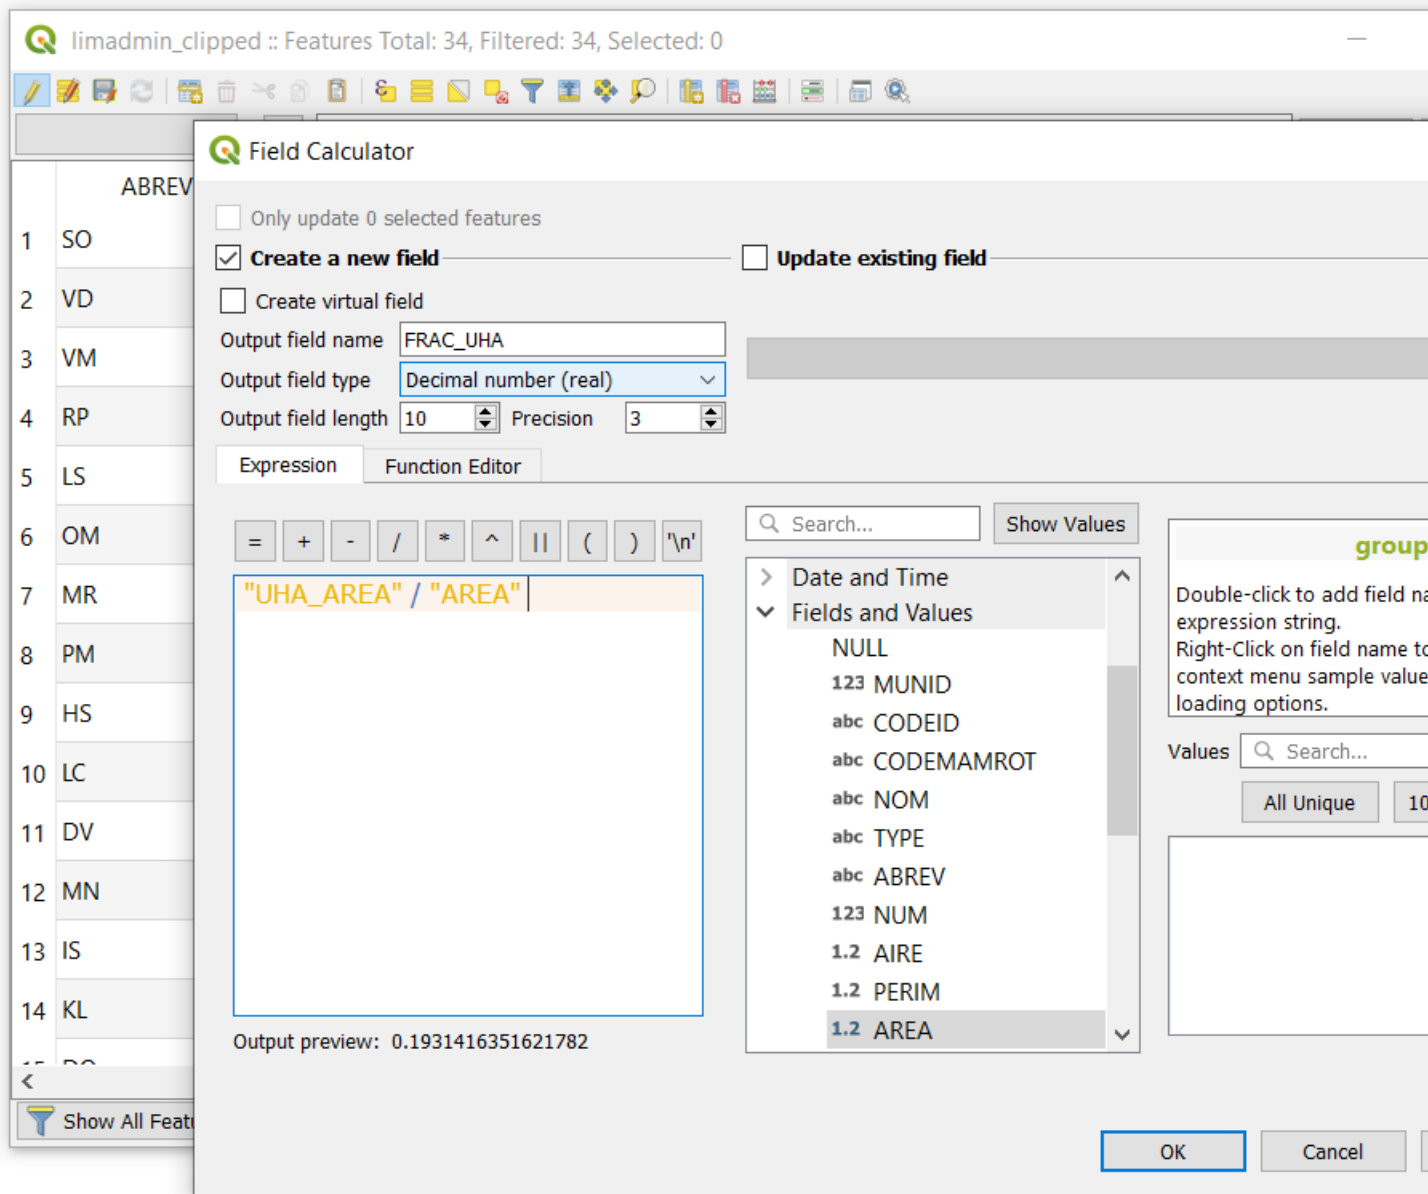 limadmin_clipped :: Features Total: 34, Filtered: 34, Selected: 0
Field Calculator
ABREV
Only update 0 selected features
Create a new field
Update existing field
Create virtual field
Output field name FRAC_UHA
Output field type Decimal number (real)
Output field length 10 Precision 3
Expression Function Editor
= + - / * ^ || ( ) '\n'
Search... Show Values
"UHA_AREA" / "AREA"
Date and Time
Fields and Values
NULL
123 MUNID
abc CODEID
abc CODEMAMROT
abc NOM
abc TYPE
abc ABREV
123 NUM
1.2 AIRE
1.2 PERIM
1.2 AREA
group
Double-click to add field na
expression string.
Right-Click on field name to
context menu sample value
loading options.
Values Search...
All Unique 10
1 SO
2 VD
3 VM
4 RP
5 LS
6 OM
7 MR
8 PM
9 HS
10 LC
11 DV
12 MN
13 IS
14 KL
Output preview: 0.1931416351621782
Show All Featu
OK Cancel